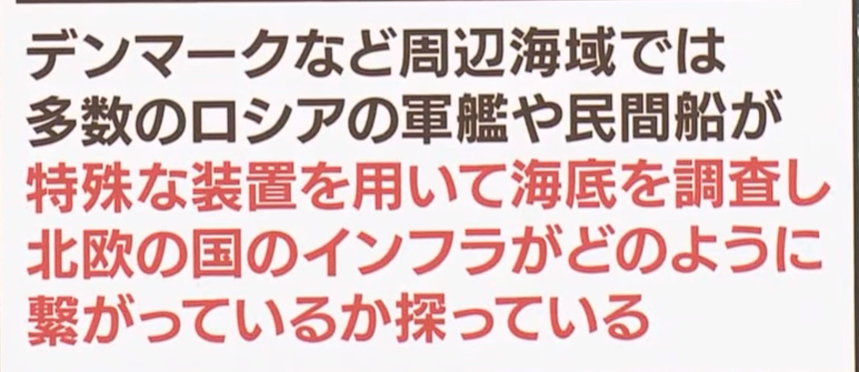 デンマークなど周辺海域では
多数のロシアの軍艦や民間船が
特殊な装置を用いて海底を調査し
北欧の国のインフラがどのように
繋がっているか探っている